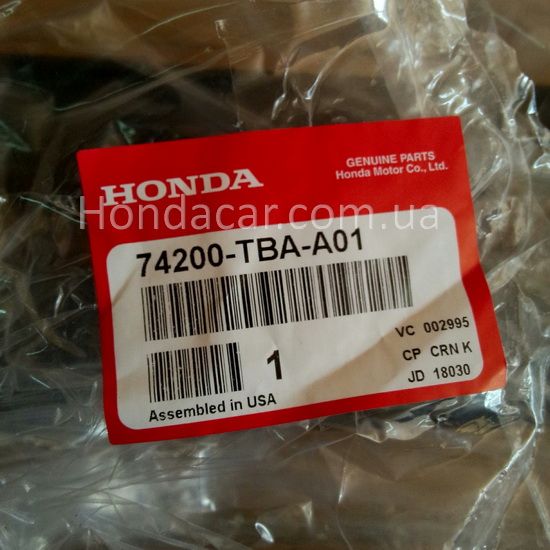 GENUINE PARTS
HONDA
Honda Motor Co., Ltd.
Hondacar.com.ua
74200-TBA-A01
VC 002995
1
CP CRN K
JD 18030
Assembled in USA